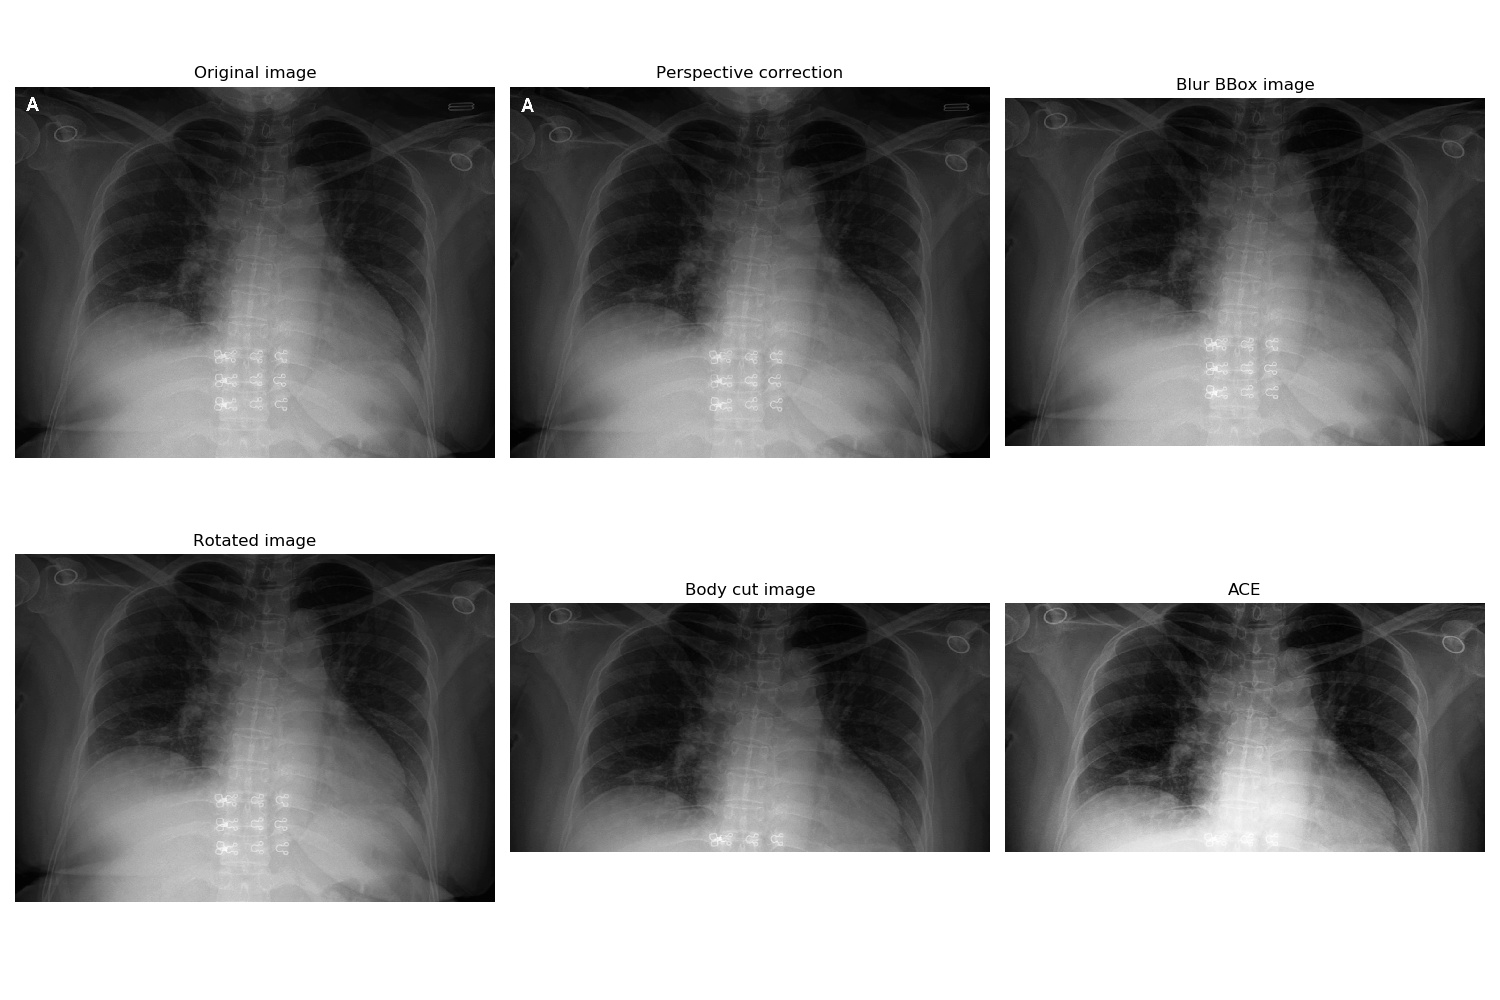 Original image
Perspective correction
Blur BBox image
A
A
Rotated image
Body cut image
ACE